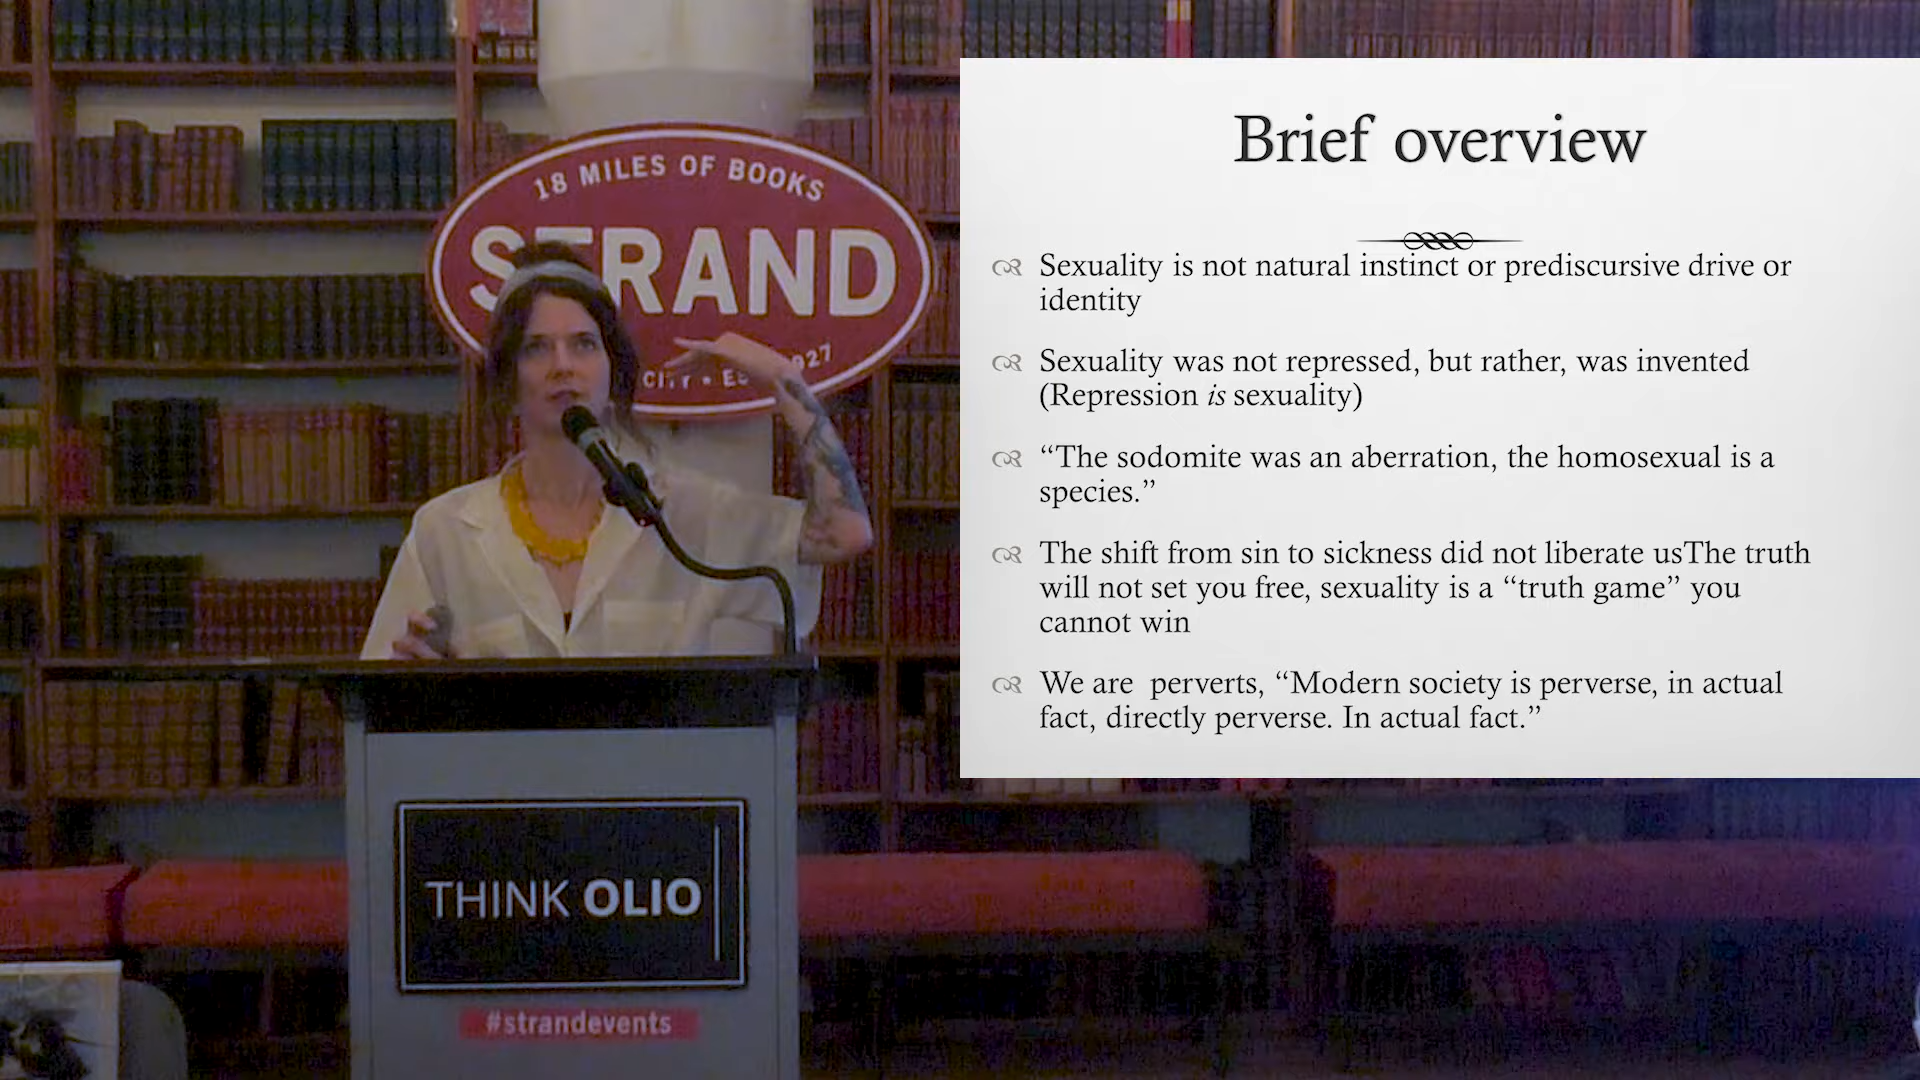 18 MILES OF BOOKS
STRAND
927
Brief overview
Sexuality is not natural instinct or prediscursive drive or
identity
Sexuality was not repressed, but rather, was invented
(Repression is sexuality)
“The sodomite was an aberration, the homosexual is a
species.”
The shift from sin to sickness did not liberate usThe truth
will not set you free, sexuality is a “truth game” you
cannot win
We are  perverts, “Modern society is perverse, in actual
fact, directly perverse. In actual fact.”
THINK OLIO
#strandevents